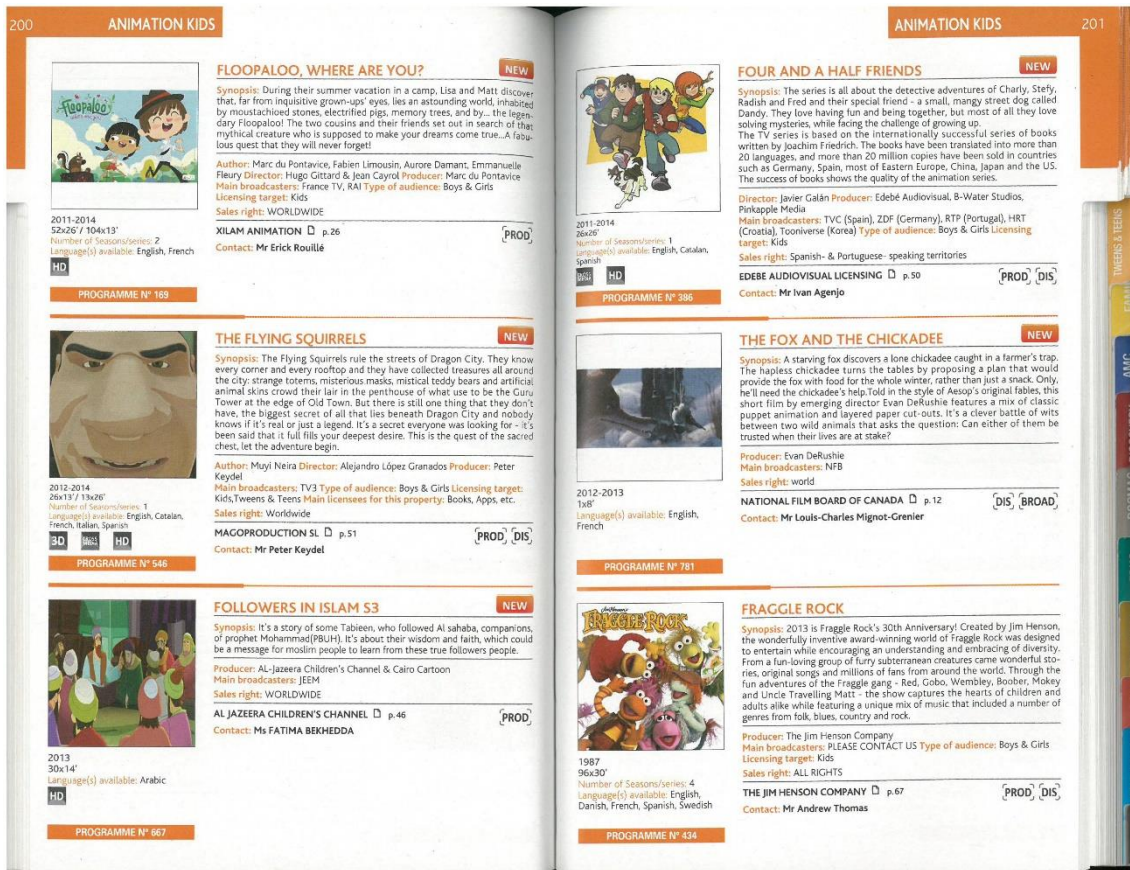 200
ANIMATION KIDS
FLOOPALOO, WHERE ARE YOU?
NEW
Synopsis: During their summer vacation in a camp, Lisa and Matt discover
that, far from inquisitive grown-ups' eyes, lies an astounding world, inhabited
by moustachioed stones, electrified pigs, memory trees, and by... the legen-
dary Floopaloo! The two cousins and their friends set out in search of that
mythical creature who is supposed to make your dreams come true...A fabu-
lous quest that they will never forget!
Author: Marc du Pontavice, Fabien Limousin, Aurore Damant, Emmanuelle
Fleury Director: Hugo Gittard & Jean Cayrol Producer: Marc du Pontavice
Main broadcasters: France TV, RAI Type of audience: Boys & Girls
Licensing target: Kids
Sales right: WORLDWIDE
XILAM ANIMATION p.26
[PROD]
Contact: Mr Erick Rouillé
Floopaloo
2011-2014
52x26'/ 104x13'
Number of Seasons/series: 2
Language(s) available: English, French
HD
PROGRAMME N° 169
THE FLYING SQUIRRELS
NEW
Synopsis: The Flying Squirrels rule the streets of Dragon City. They know
every corner and every rooftop and they have collected treasures all around
the city: strange totems, misterious masks, mistical teddy bears and artificial
animal skins crowd their lair in the penthouse of what use to be the Guru
Tower at the edge of Old Town. But there is still one thing that they don't
have, the biggest secret of all that lies beneath Dragon City and nobody
knows if it's real or just a legend. It's a secret everyone was looking for - it's
been said that it full fills your deepest desire. This is the quest of the sacred
chest, let the adventure begin.
Author: Muyi Neira Director: Alejandro López Granados Producer: Peter
Keydel
Main broadcasters: TV3 Type of audience: Boys & Girls Licensing target:
Kids,Tweens & Teens Main licensees for this property: Books, Apps, etc.
Sales right: Worldwide
MAGOPRODUCTION SL p.51
[PROD] [DIS]
Contact: Mr Peter Keydel
2012-2014
26x13'/ 13x26'
Number of Seasons/series: 1
Language(s) available: English, Catalan,
French, Italian, Spanish
3D
HD
PROGRAMME N° 546
FOLLOWERS IN ISLAM S3
NEW
Synopsis: It's a story of some Tabieen, who followed Al sahaba, companions,
of prophet Mohammad(PBUH). It's about their wisdom and faith, which could
be a message for moslim people to learn from these true followers people.
Producer: AL-Jazeera Children's Channel & Cairo Cartoon
Main broadcasters: JEEM
Sales right: WORLDWIDE
AL JAZEERA CHILDREN'S CHANNEL p.46
[PROD]
Contact: Ms FATIMA BEKHEDDA
2013
30x14'
Language(s) available: Arabic
HD
PROGRAMME N° 667
ANIMATION KIDS
201
FOUR AND A HALF FRIENDS
NEW
Synopsis: The series is all about the detective adventures of Charly, Stefy,
Radish and Fred and their special friend - a small, mangy street dog called
Dandy. They love having fun and being together, but most of all they love
solving mysteries, while facing the challenge of growing up.
The TV series is based on the internationally successful series of books
written by Joachim Friedrich. The books have been translated into more than
20 languages, and more than 20 million copies have been sold in countries
such as Germany, Spain, most of Eastern Europe, China, Japan and the US.
The success of books shows the quality of the animation series.
Director: Javier Galán Producer: Edebé Audiovisual, B-Water Studios,
Pinkapple Media
Main broadcasters: TVC (Spain), ZDF (Germany), RTP (Portugal), HRT
(Croatia), Tooniverse (Korea) Type of audience: Boys & Girls Licensing
target: Kids
Sales right: Spanish- & Portuguese- speaking territories
EDEBE AUDIOVISUAL LICENSING p.50
[PROD] [DIS]
Contact: Mr Ivan Agenjo
2011-2014
26x26'
Number of Seasons/series: 1
Language(s) available: English, Catalan,
Spanish
HD
PROGRAMME N° 386
THE FOX AND THE CHICKADEE
NEW
Synopsis: A starving fox discovers a lone chickadee caught in a farmer's trap.
The hapless chickadee turns the tables by proposing a plan that would
provide the fox with food for the whole winter, rather than just a snack. Only,
he'll need the chickadee's help.Told in the style of Aesop's original fables, this
short film by emerging director Evan DeRushie features a mix of classic
puppet animation and layered paper cut-outs. It's a clever battle of wits
between two wild animals that asks the question: Can either of them be
trusted when their lives are at stake?
Producer: Evan DeRushie
Main broadcasters: NFB
Sales right: world
NATIONAL FILM BOARD OF CANADA p.12
[DIS] [BROAD]
Contact: Mr Louis-Charles Mignot-Grenier
2012-2013
1x8'
Language(s) available: English,
French
PROGRAMME N° 781
FRAGGLE ROCK
Synopsis: 2013 is Fraggle Rock's 30th Anniversary! Created by Jim Henson,
the wonderfully inventive award-winning world of Fraggle Rock was designed
to entertain while encouraging an understanding and embracing of diversity.
From a fun-loving group of furry subterranean creatures came wonderful sto-
ries, original songs and millions of fans from around the world. Through the
fun adventures of the Fraggle gang - Red, Gobo, Wembley, Boober, Mokey
and Uncle Travelling Matt - the show captures the hearts of children and
adults alike while featuring a unique mix of music that included a number of
genres from folk, blues, country and rock.
Producer: The Jim Henson Company
Main broadcasters: PLEASE CONTACT US Type of audience: Boys & Girls
Licensing target: Kids
Sales right: ALL RIGHTS
THE JIM HENSON COMPANY p.67
[PROD] [DIS]
Contact: Mr Andrew Thomas
FRAGGLE ROCK
1987
96x30'
Number of Seasons/series: 4
Language(s) available: English,
Danish, French, Spanish, Swedish
PROGRAMME N° 434
TWEENS & TEENS